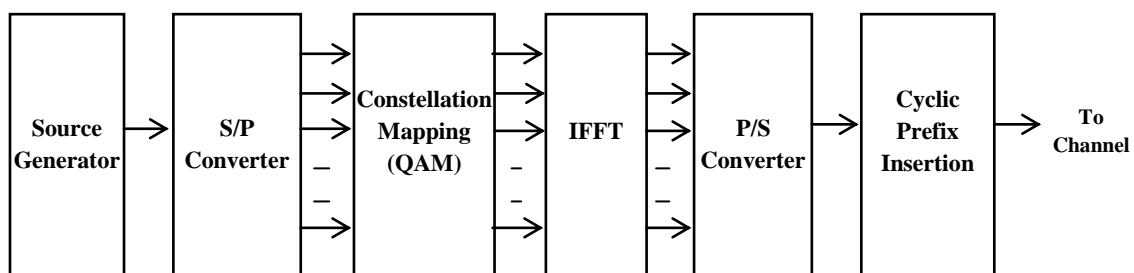 Source
Generator
S/P
Converter
Constellation
Mapping
(QAM)
IFFT
P/S
Converter
Cyclic
Prefix
Insertion
To
Channel